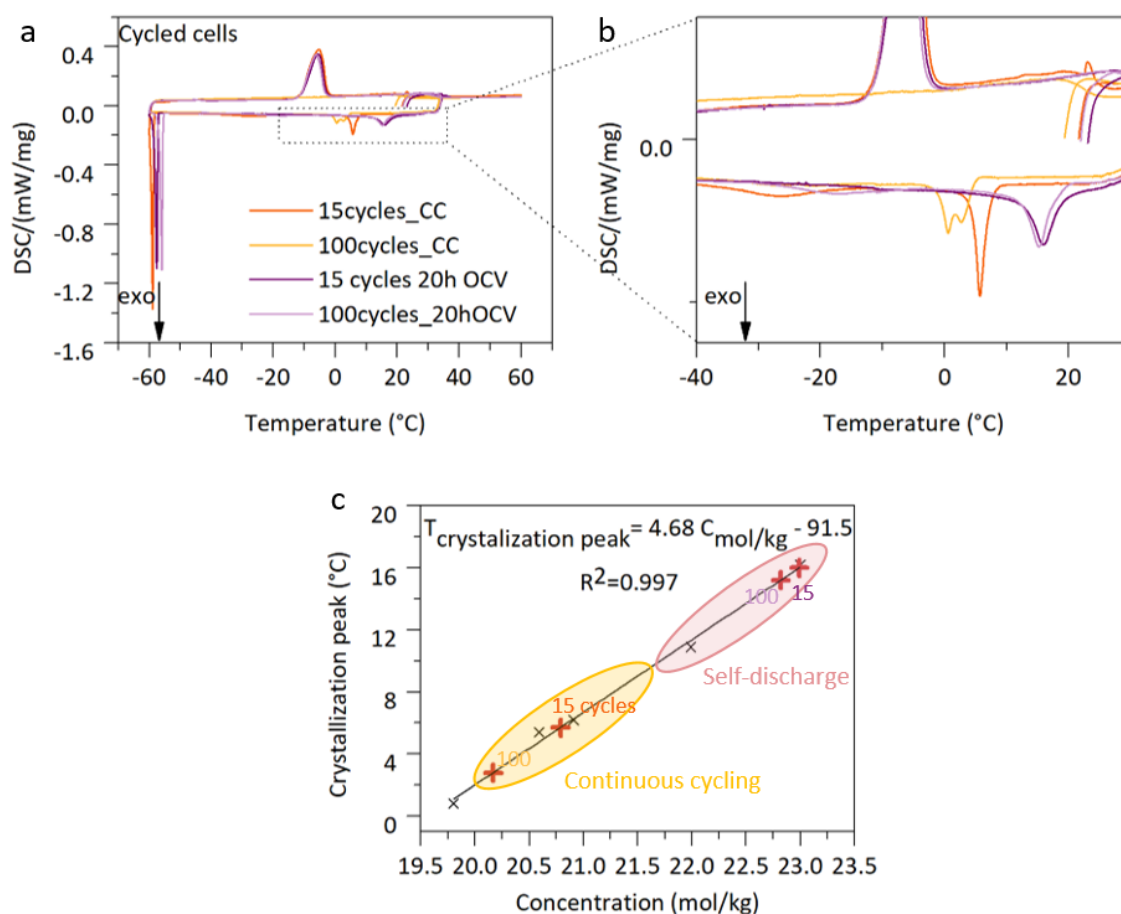 a
Cycled cells
0.4
0.0
-0.4
-0.8
-1.2
-1.6
DSC/(mW/mg)
15cycles_CC
100cycles_CC
15 cycles 20h OCV
100cycles_20hOCV
exo
-60 -40 -20 0 20 40 60
Temperature (°C)
b
0.0
DSC/(mW/mg)
exo
-40 -20 0 20
Temperature (°C)
c
20
16
12
8
4
0
Crystallization peak (°C)
Tcrystalization peak= 4.68 Cmol/kg - 91.5
R²=0.997
100 15
Self-discharge
15 cycles
100
Continuous cycling
19.5 20.0 20.5 21.0 21.5 22.0 22.5 23.0 23.5
Concentration (mol/kg)